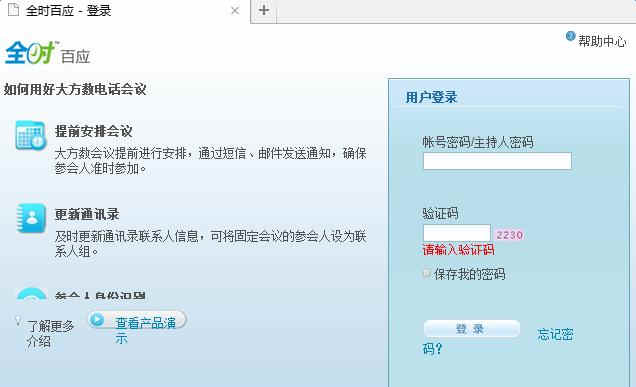 全时百应 - 登录
帮助中心
全时™百应
如何用好大方数电话会议
提前安排会议
大方数会议提前进行安排，通过短信、邮件发送通知，确保
参会人准时参加。
更新通讯录
及时更新通讯录联系人信息，可将固定会议的参会人设为联
系人组。
参会人身份识别
了解更多
介绍
查看产品演
示
用户登录
帐号密码/主持人密码
验证码
2230
请输入验证码
保存我的密码
登 录
忘记密
码?